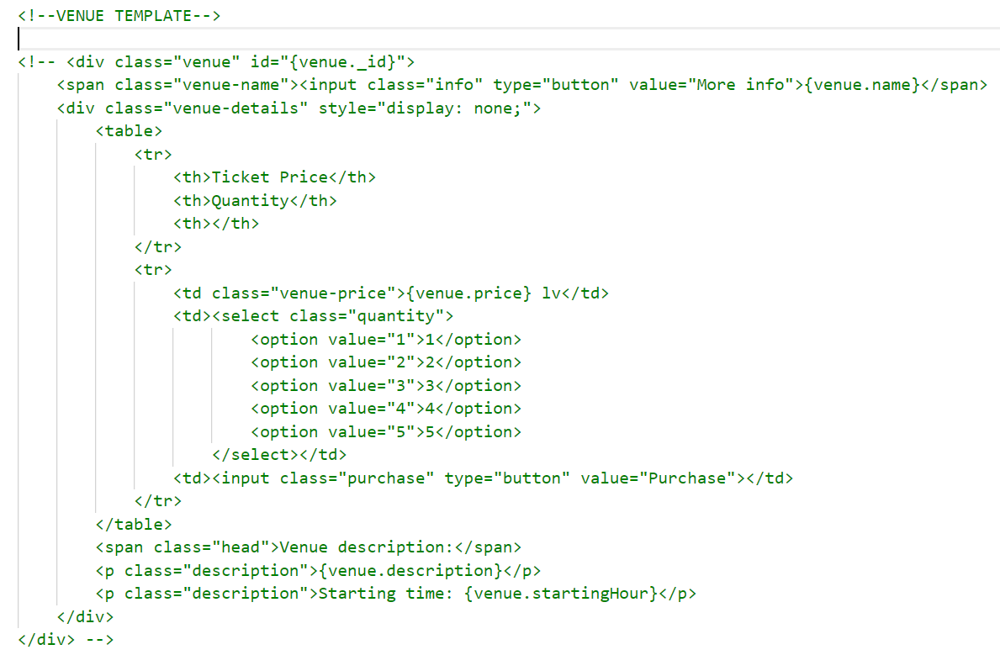 <!--VENUE TEMPLATE-->
<!-- <div class="venue" id="{venue._id}">
<span class="venue-name"><input class="info" type="button" value="More info">{venue.name}</span>
<div class="venue-details" style="display: none;">
<table>
<tr>
<th>Ticket Price</th>
<th>Quantity</th>
<th></th>
</tr>
<tr>
<td class="venue-price">{venue.price} lv</td>
<td><select class="quantity">
<option value="1">1</option>
<option value="2">2</option>
<option value="3">3</option>
<option value="4">4</option>
<option value="5">5</option>
</select></td>
<td><input class="purchase" type="button" value="Purchase"></td>
</tr>
</table>
<span class="head">Venue description:</span>
<p class="description">{venue.description}</p>
<p class="description">Starting time: {venue.startingHour}</p>
</div>
</div> -->